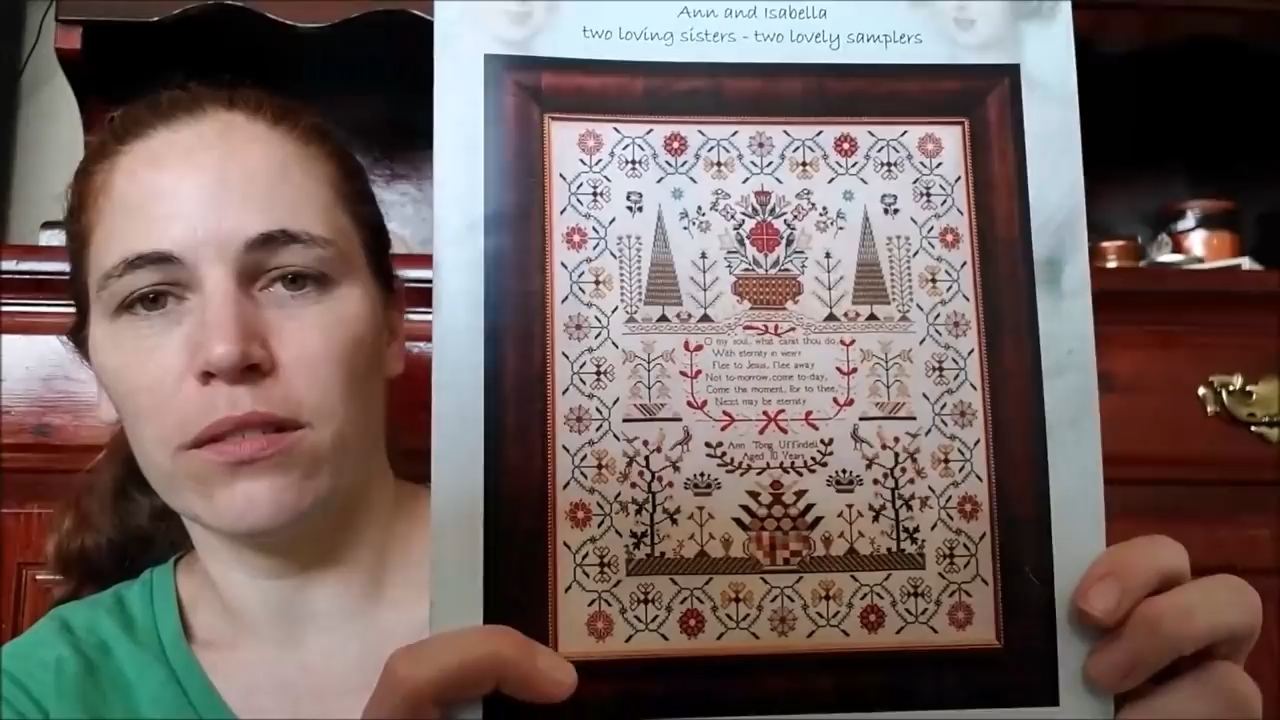 Ann and Isabella
two loving sisters - two lovely samplers
O my soul, what canst thou do,
With eternity in view?
Flee to Jesus, Flee away
Not to-morrow, come to-day,
Come this moment, for to thee,
Next may be eternity
Ann Tong Uffindell
Aged 10 Years